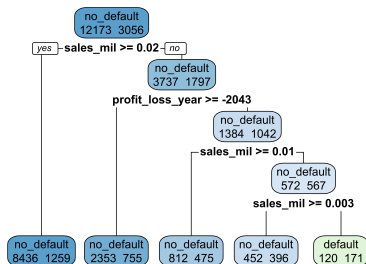 no_default
12173 3056
yes sales_mil >= 0.02 no
no_default
3737 1797
profit_loss_year >= -2043
no_default
1384 1042
sales_mil >= 0.01
no_default
572 567
sales_mil >= 0.003
no_default no_default no_default no_default default
8436 1259 2353 755 812 475 452 396 120 171